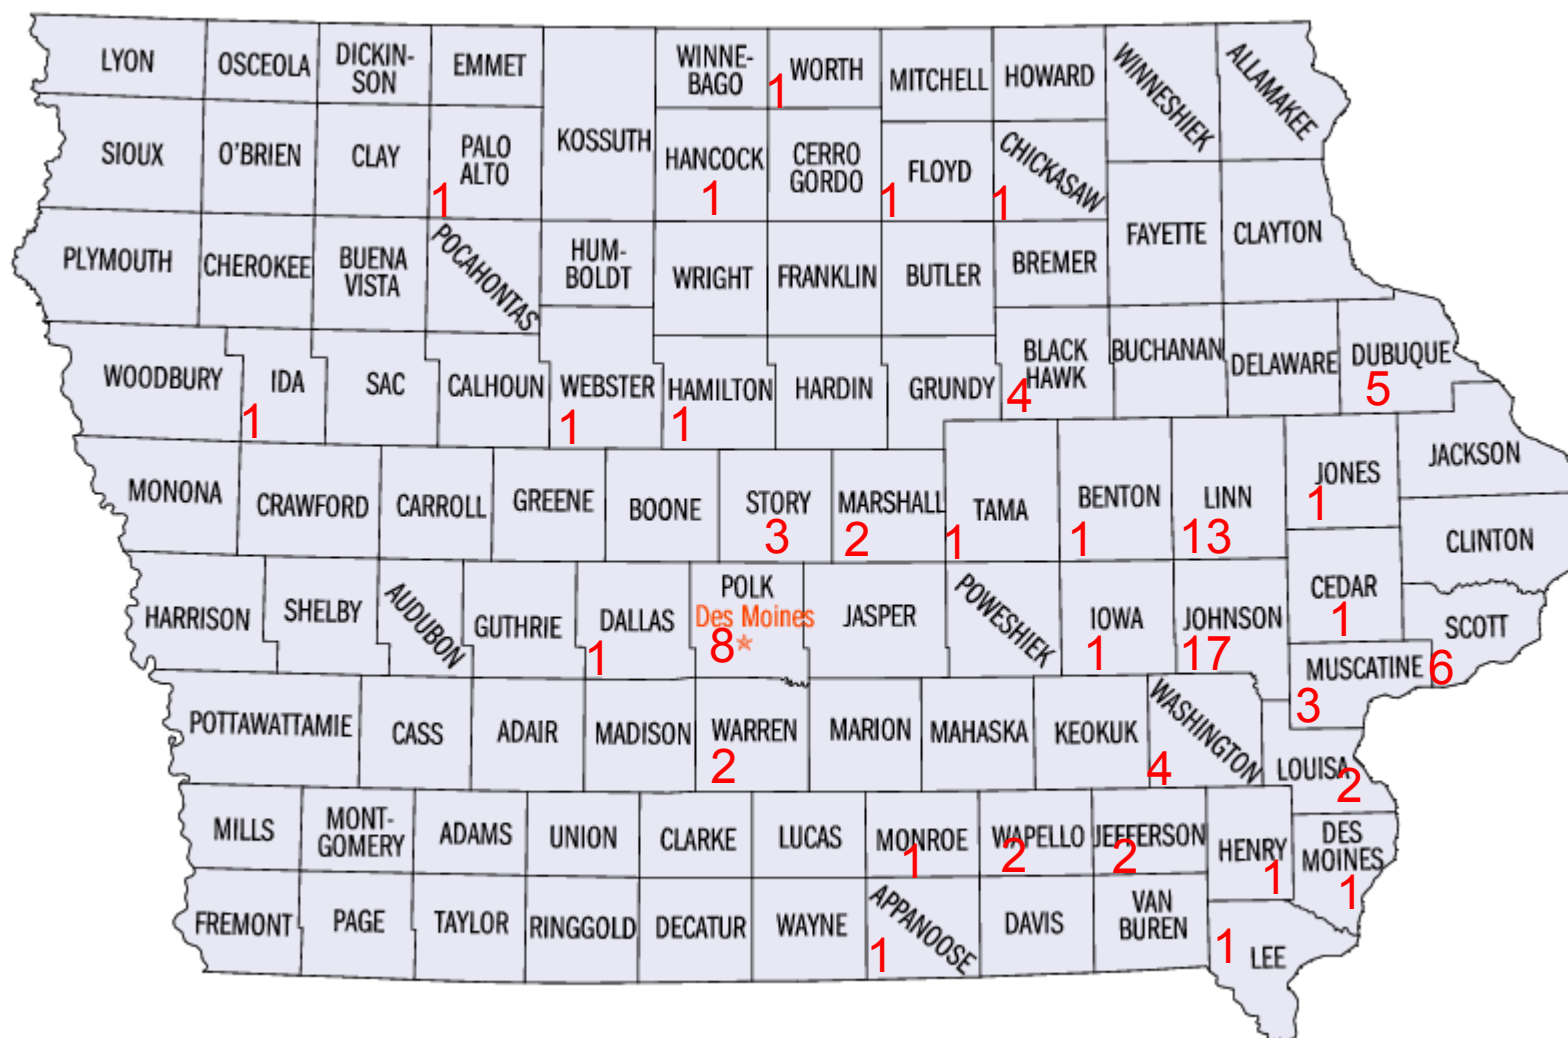 LYON
OSCEOLA
DICKIN-
SON
EMMET
WINNE-
BAGO
1
WORTH
MITCHELL
HOWARD
WINNESHIEK
ALLAMAKEE
SIOUX
O'BRIEN
CLAY
PALO
ALTO
1
KOSSUTH
HANCOCK
1
CERRO
GORDO
FLOYD
1
CHICKASAW
1
PLYMOUTH
CHEROKEE
BUENA
VISTA
POCAHONTAS
HUM-
BOLDT
WRIGHT
FRANKLIN
BUTLER
BREMER
FAYETTE
CLAYTON
WOODBURY
IDA
1
SAC
CALHOUN
WEBSTER
1
HAMILTON
1
HARDIN
GRUNDY
BLACK
HAWK
4
BUCHANAN
DELAWARE
DUBUQUE
5
MONONA
CRAWFORD
CARROLL
GREENE
BOONE
STORY
3
MARSHALL
2
TAMA
1
BENTON
1
LINN
13
JONES
1
JACKSON
CLINTON
HARRISON
SHELBY
AUDUBON
GUTHRIE
DALLAS
1
POLK
Des Moines
8 *
JASPER
POWESHIEK
IOWA
1
JOHNSON
17
CEDAR
1
SCOTT
6
MUSCATINE
3
POTTAWATTAMIE
CASS
ADAIR
MADISON
WARREN
2
MARION
MAHASKA
KEOKUK
WASHINGTON
4
LOUISA
2
MILLS
MONT-
GOMERY
ADAMS
UNION
CLARKE
LUCAS
MONROE
1
WAPELLO
2
JEFFERSON
2
HENRY
1
DES
MOINES
1
FREMONT
PAGE
TAYLOR
RINGGOLD
DECATUR
WAYNE
APPANOOSE
1
DAVIS
VAN
BUREN
1
LEE